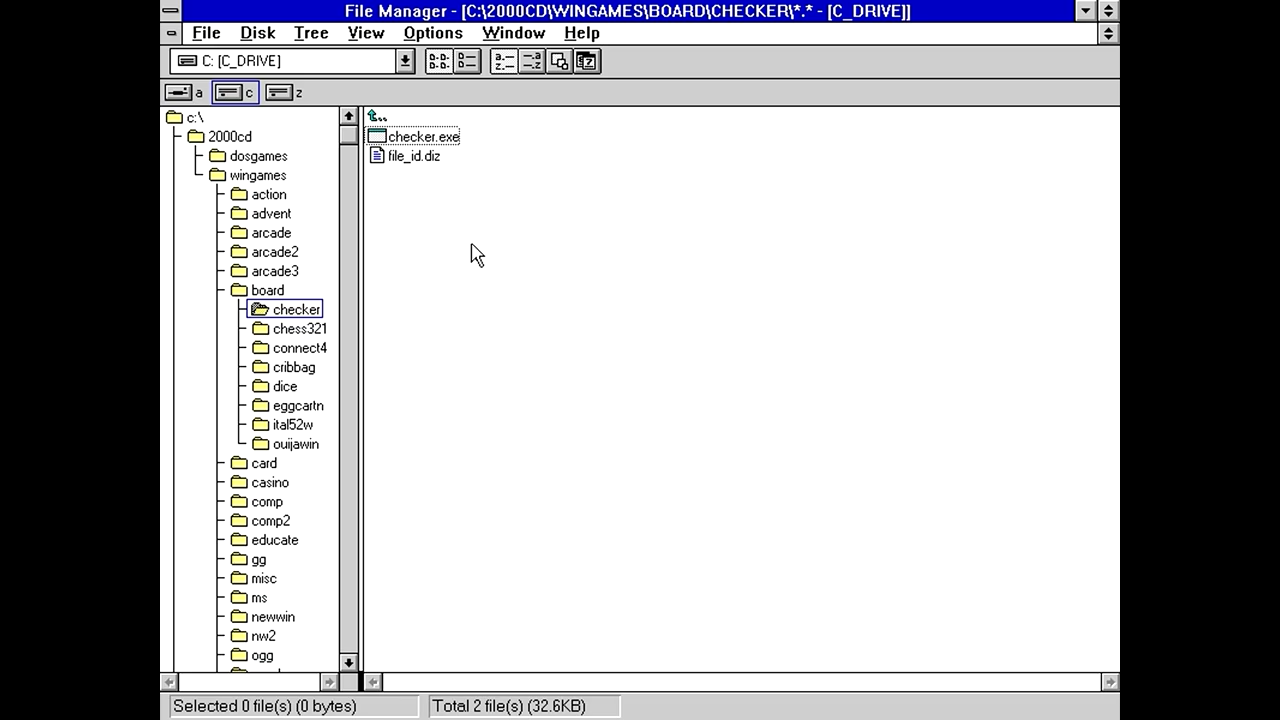 File Manager - [C:\2000CD\WINGAMES\BOARD\CHECKER\*.* - [C_DRIVE]]
File Disk Tree View Options Window Help
C: [C_DRIVE]
a c z
c:\
2000cd
dosgames
wingames
action
advent
arcade
arcade2
arcade3
board
checker
chess321
connect4
cribbag
dice
eggcartn
ital52w
ouijawin
card
casino
comp
comp2
educate
gg
misc
ms
newwin
nw2
ogg
..
checker.exe
file_id.diz
Selected 0 file(s) (0 bytes)
Total 2 file(s) (32.6KB)